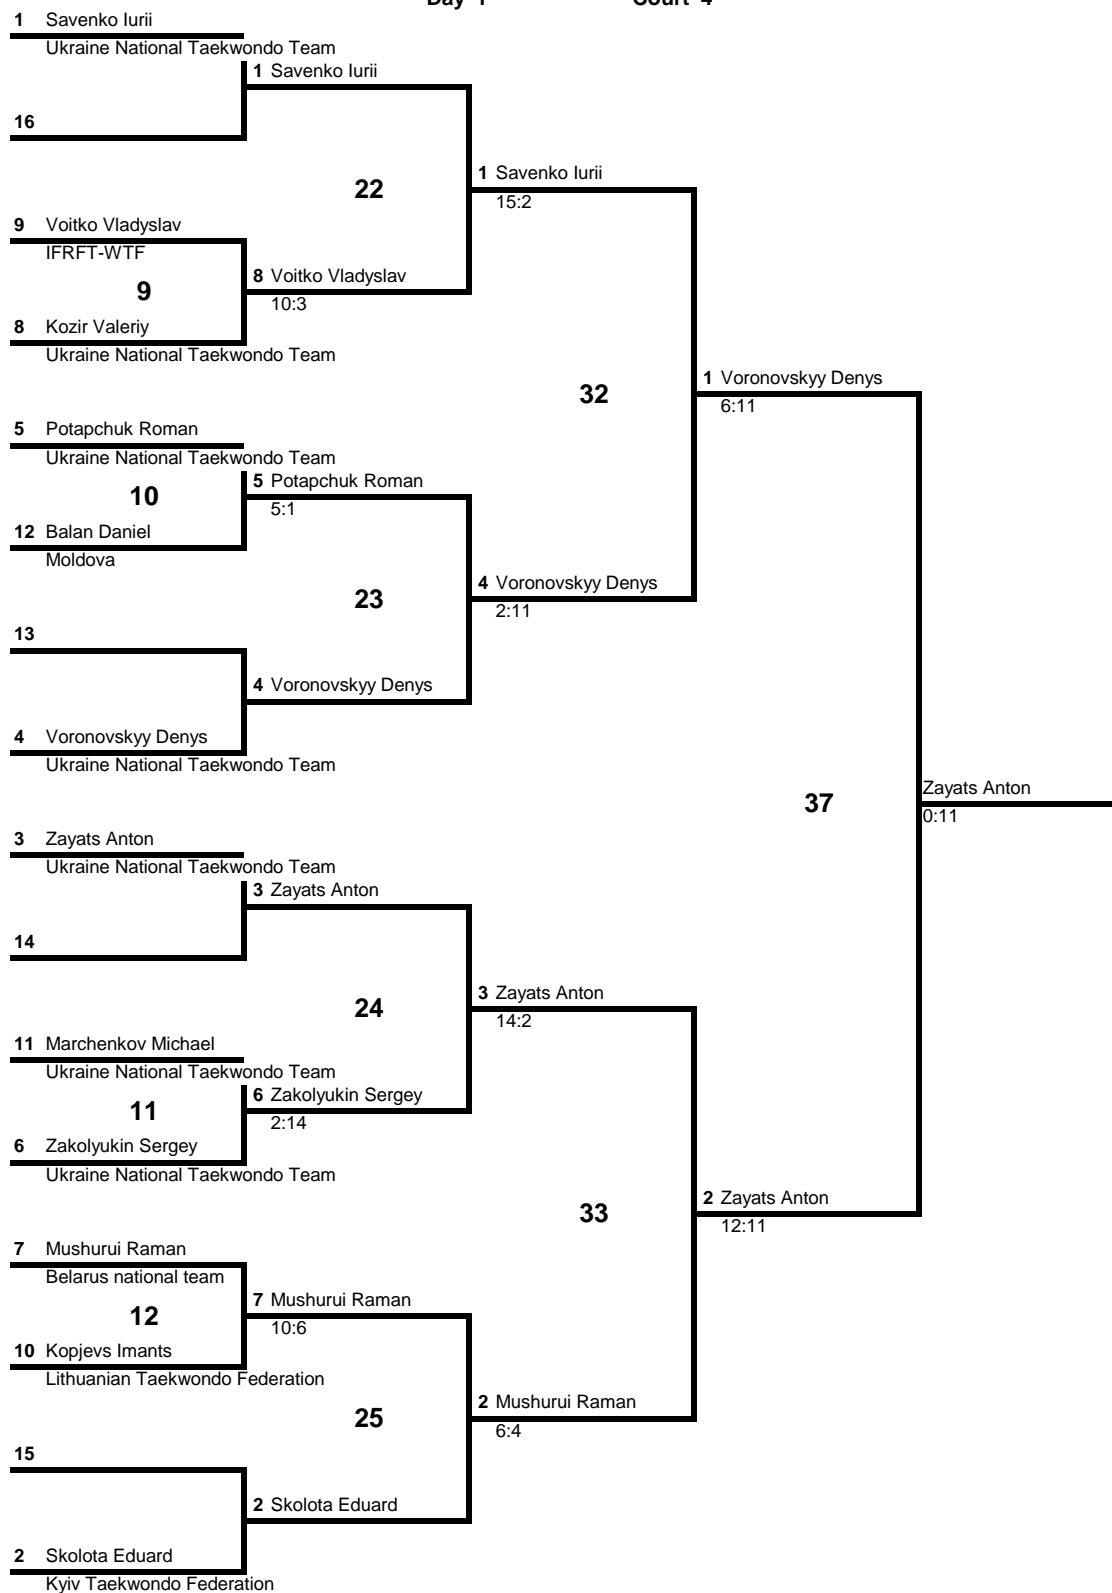 Day 1 Court 4
1 Savenko Iurii
Ukraine National Taekwondo Team
1 Savenko Iurii
16
22
1 Savenko Iurii
15:2
9 Voitko Vladyslav
IFRFT-WTF
9
8 Voitko Vladyslav
10:3
8 Kozir Valeriy
Ukraine National Taekwondo Team
32
1 Voronovskyy Denys
6:11
5 Potapchuk Roman
Ukraine National Taekwondo Team
10
5 Potapchuk Roman
5:1
12 Balan Daniel
Moldova
23
4 Voronovskyy Denys
2:11
13
4 Voronovskyy Denys
4 Voronovskyy Denys
Ukraine National Taekwondo Team
37
Zayats Anton
0:11
3 Zayats Anton
Ukraine National Taekwondo Team
3 Zayats Anton
14
24
3 Zayats Anton
14:2
11 Marchenkov Michael
Ukraine National Taekwondo Team
11
6 Zakolyukin Sergey
2:14
6 Zakolyukin Sergey
Ukraine National Taekwondo Team
33
2 Zayats Anton
12:11
7 Mushurui Raman
Belarus national team
12
7 Mushurui Raman
10:6
10 Kopjevs Imants
Lithuanian Taekwondo Federation
25
2 Mushurui Raman
6:4
15
2 Skolota Eduard
2 Skolota Eduard
Kyiv Taekwondo Federation